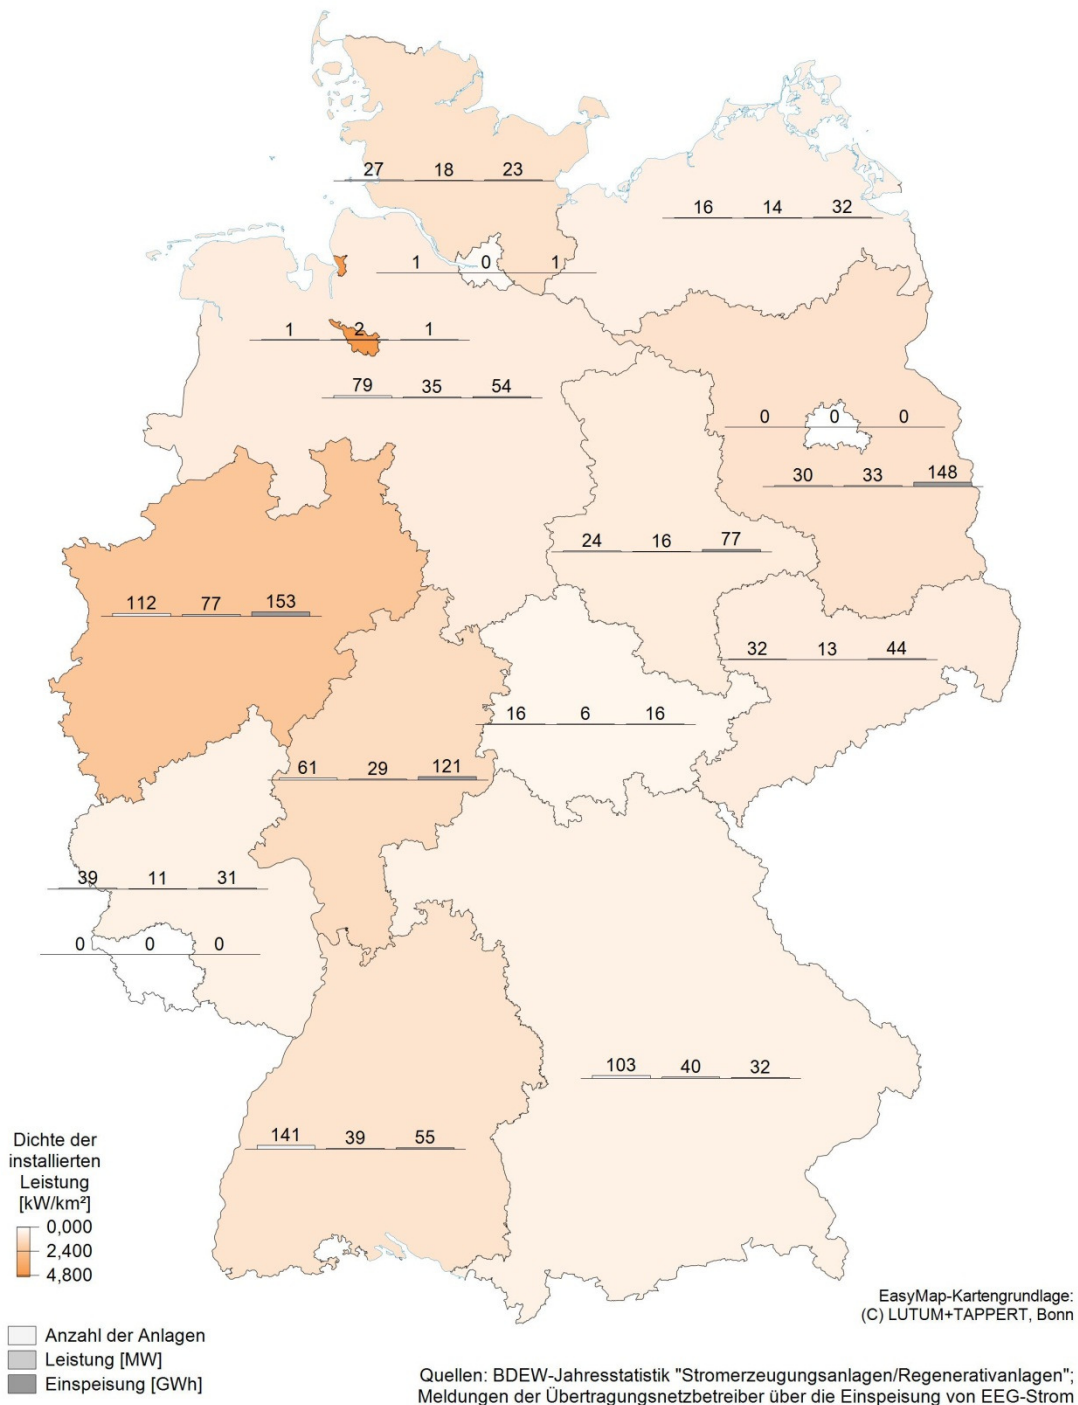 27 18 23
16 14 32
1 0 1
1 2 1
79 35 54
0 0 0
30 33 148
24 16 77
112 77 153
32 13 44
16 6 16
61 29 121
39 11 31
0 0 0
103 40 32
141 39 55
Dichte der
installierten
Leistung
[kW/km²]
0,000
2,400
4,800
Anzahl der Anlagen
Leistung [MW]
Einspeisung [GWh]
EasyMap-Kartengrundlage:
(C) LUTUM+TAPPERT, Bonn
Quellen: BDEW-Jahresstatistik "Stromerzeugungsanlagen/Regenerativanlagen";
Meldungen der Übertragungsnetzbetreiber über die Einspeisung von EEG-Strom